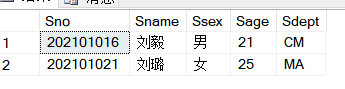 Sno Sname Ssex Sage Sdept
1 202101016 刘毅 男 21 CM
2 202101021 刘璐 女 25 MA